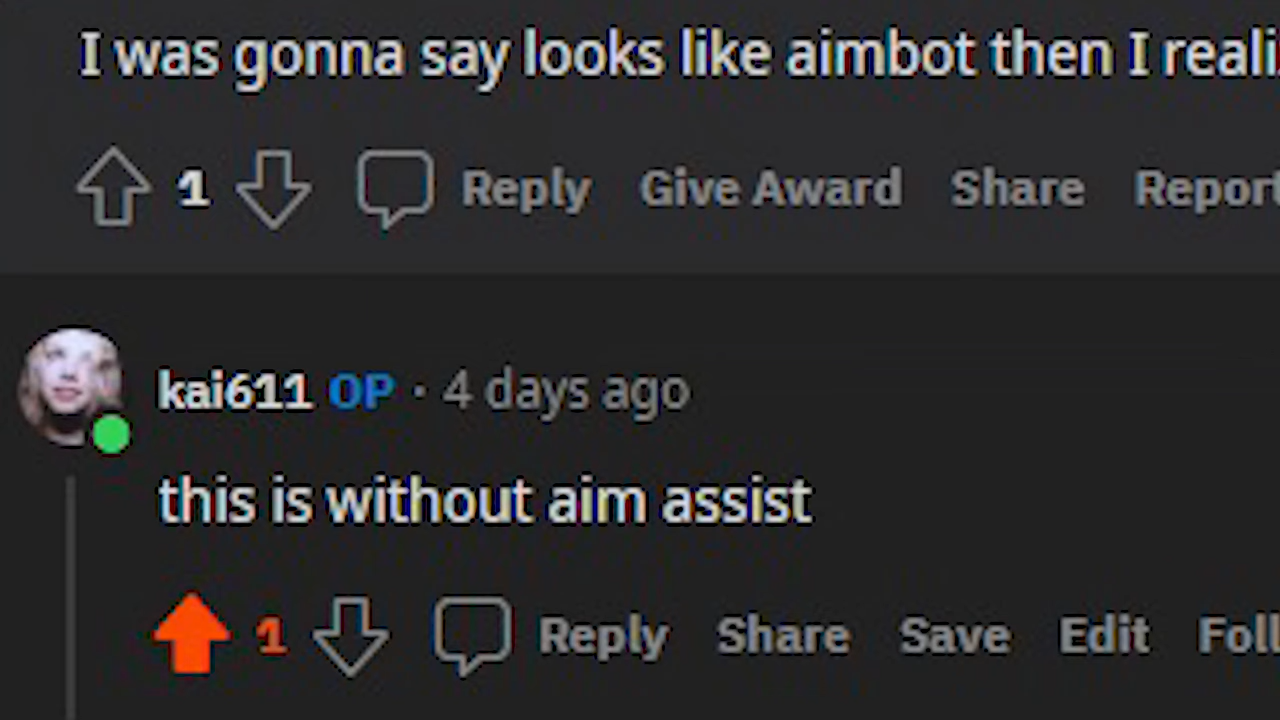 I was gonna say looks like aimbot then I reali
1 Reply Give Award Share Report
kai611 OP · 4 days ago
this is without aim assist
1 Reply Share Save Edit Foll